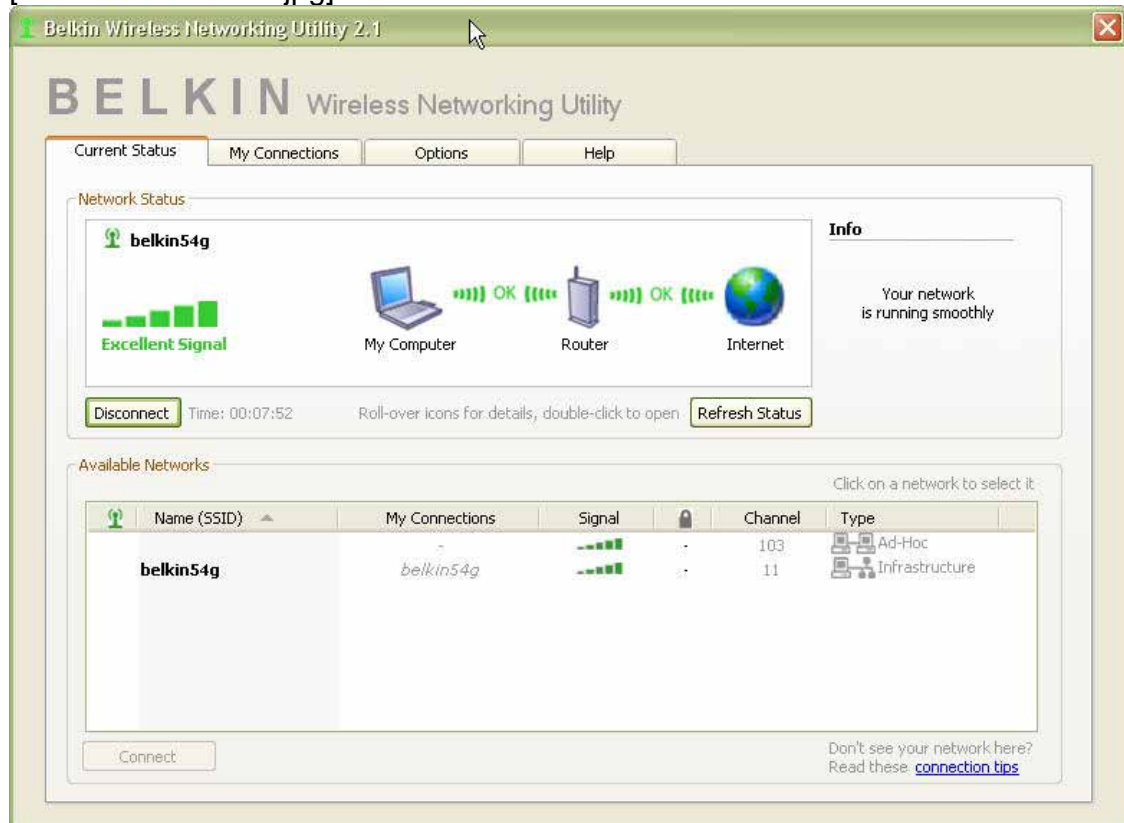 Belkin Wireless Networking Utility 2.1
BELKIN Wireless Networking Utility
Current Status My Connections Options Help
Network Status
belkin54g
Info
OK OK
Your network
is running smoothly
Excellent Signal My Computer Router Internet
Disconnect Time: 00:07:52 Roll-over icons for details, double-click to open Refresh Status
Available Networks
Click on a network to select it
Name (SSID) My Connections Signal Channel Type
- - 103 Ad-Hoc
belkin54g belkin54g - 11 Infrastructure
Connect
Don't see your network here?
Read these connection tips